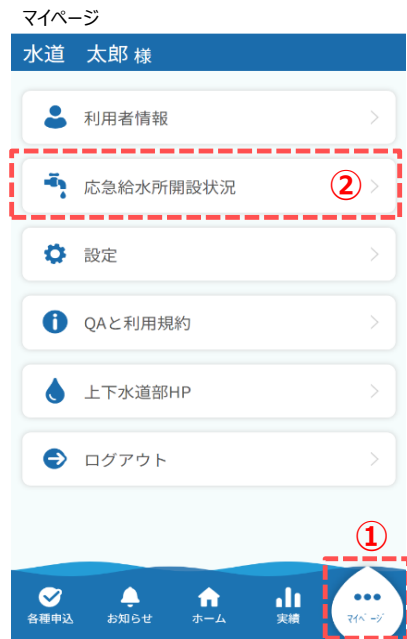 マイページ
水道　太郎 様
利用者情報
応急給水所開設状況 ②
設定
QAと利用規約
上下水道部HP
ログアウト
①
各種申込 お知らせ ホーム 実績 マイページ